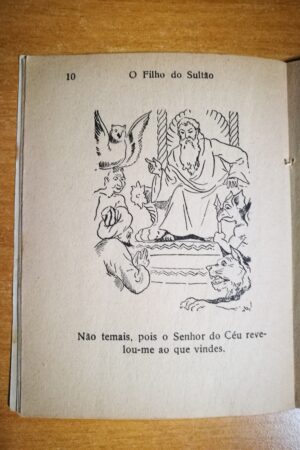 10
O Filho do Sultão
Não temais, pois o Senhor do Céu reve-
lou-me ao que vindes.